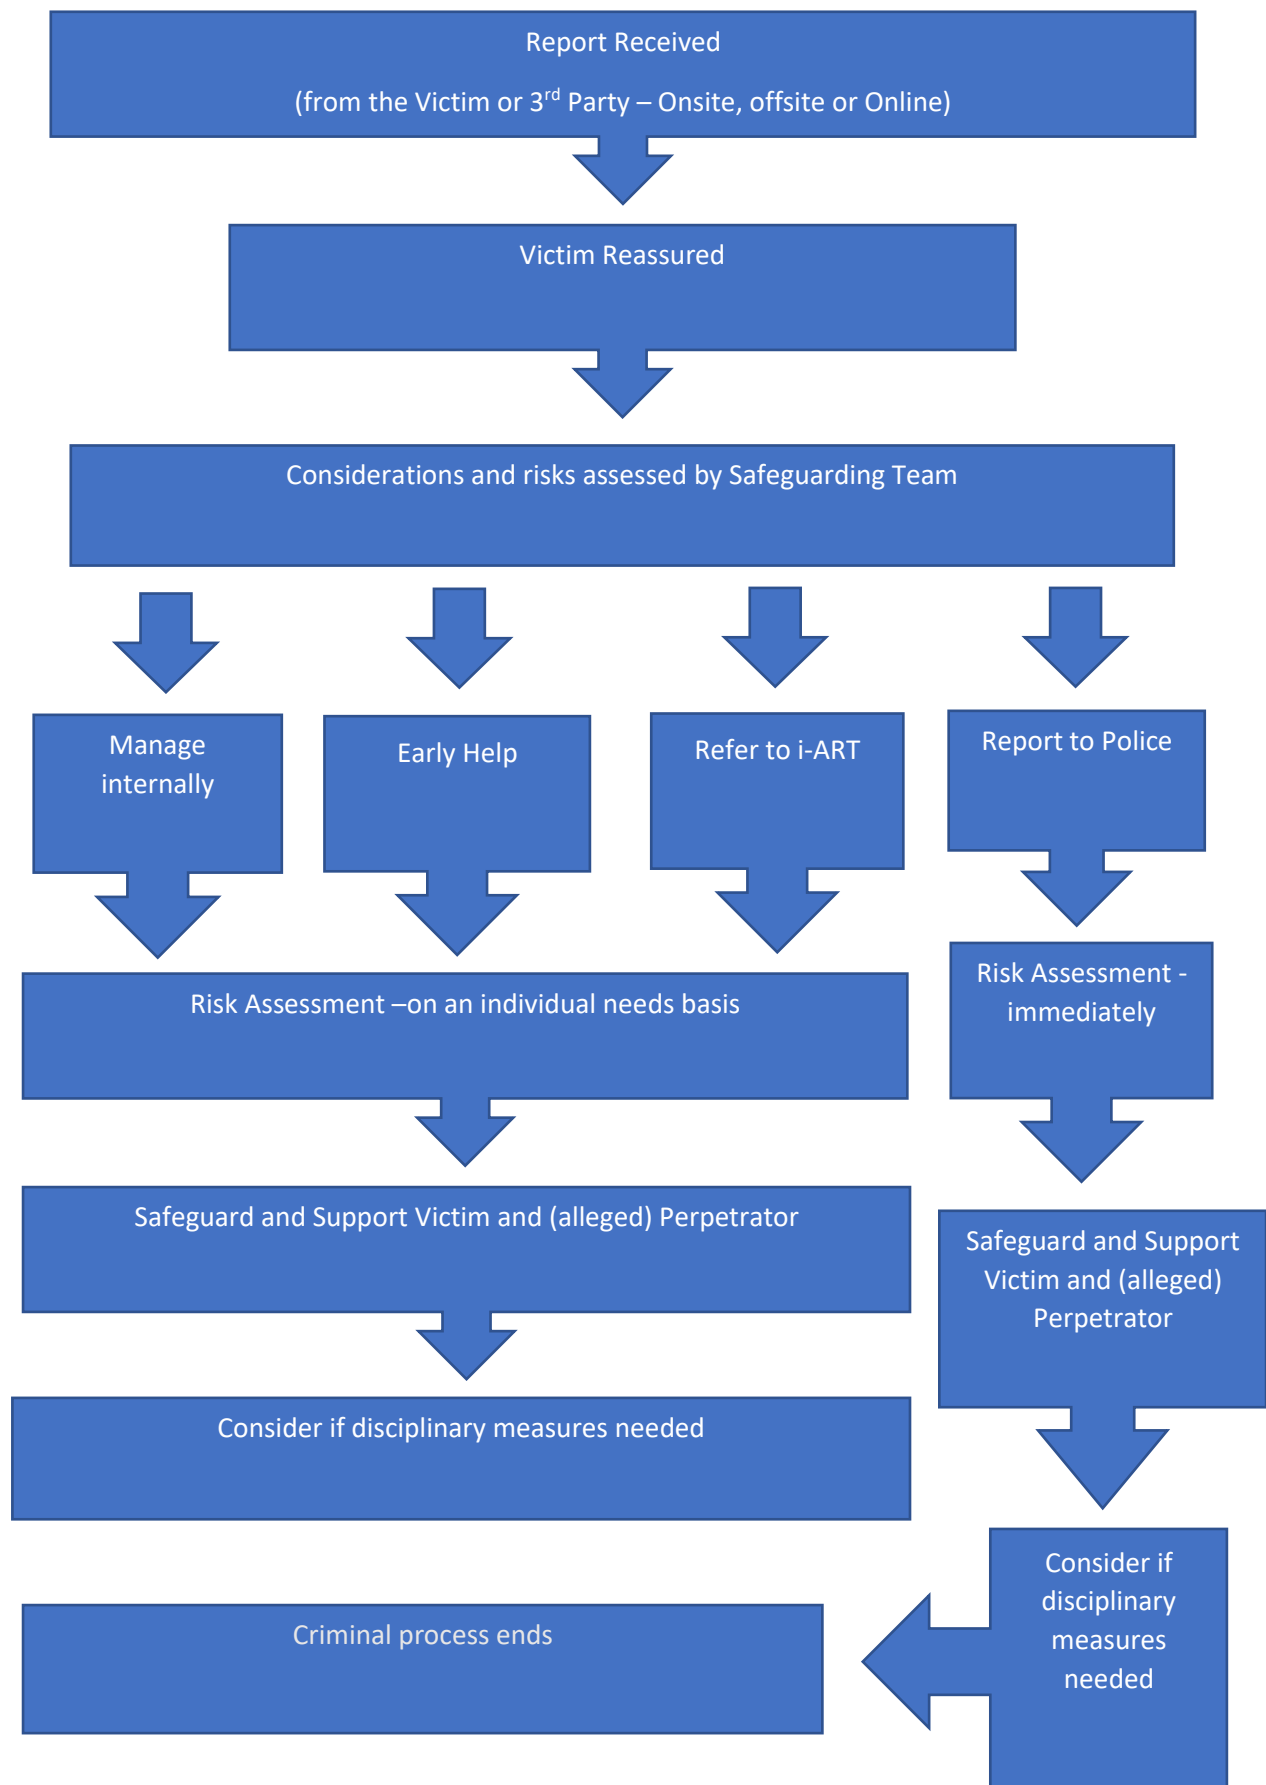 Report Received
(from the Victim or 3rd Party – Onsite, offsite or Online)
Victim Reassured
Considerations and risks assessed by Safeguarding Team
Manage
internally
Early Help
Refer to i-ART
Report to Police
Risk Assessment –on an individual needs basis
Risk Assessment -
immediately
Safeguard and Support Victim and (alleged) Perpetrator
Safeguard and Support
Victim and (alleged)
Perpetrator
Consider if disciplinary measures needed
Consider if
disciplinary
measures
needed
Criminal process ends